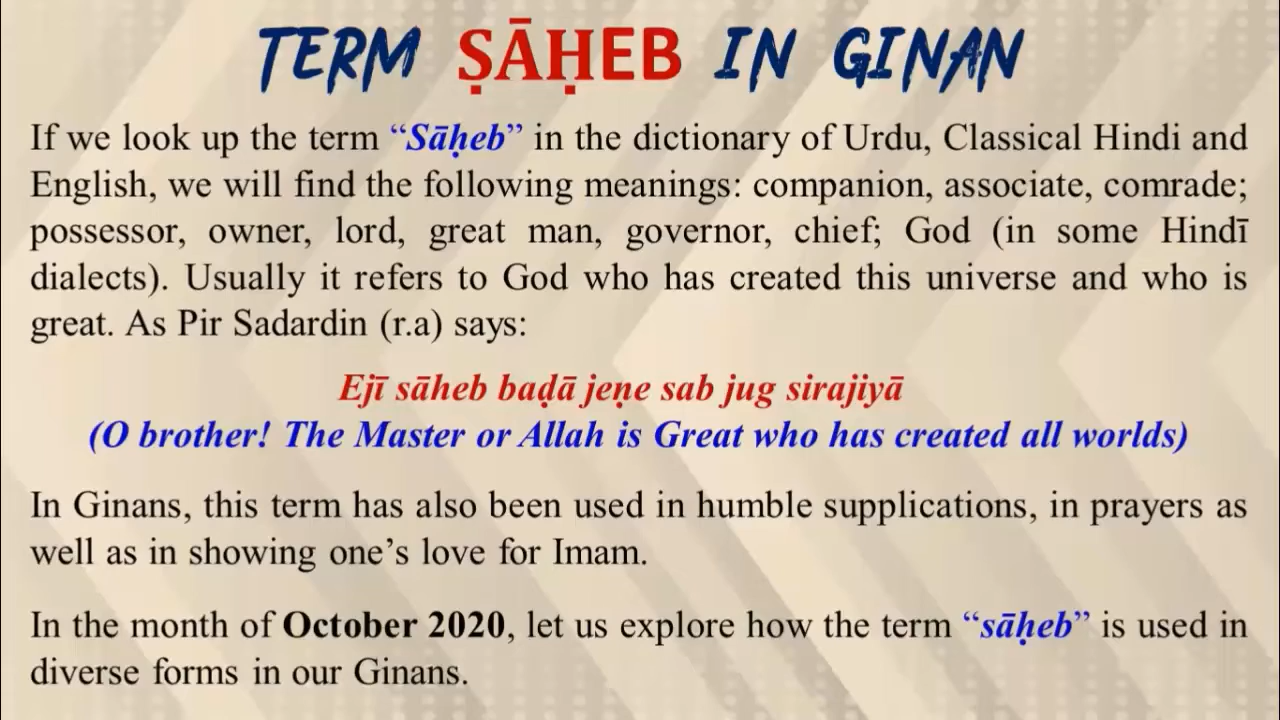 TERM ṢĀḤEB IN GINAN
If we look up the term “Sāḥeb” in the dictionary of Urdu, Classical Hindi and
English, we will find the following meanings: companion, associate, comrade;
possessor, owner, lord, great man, governor, chief; God (in some Hindī
dialects). Usually it refers to God who has created this universe and who is
great. As Pir Sadardin (r.a) says:
Ejī sāheb baḍā jeṇe sab jug sirajiyā
(O brother! The Master or Allah is Great who has created all worlds)
In Ginans, this term has also been used in humble supplications, in prayers as
well as in showing one’s love for Imam.
In the month of October 2020, let us explore how the term “sāḥeb” is used in
diverse forms in our Ginans.